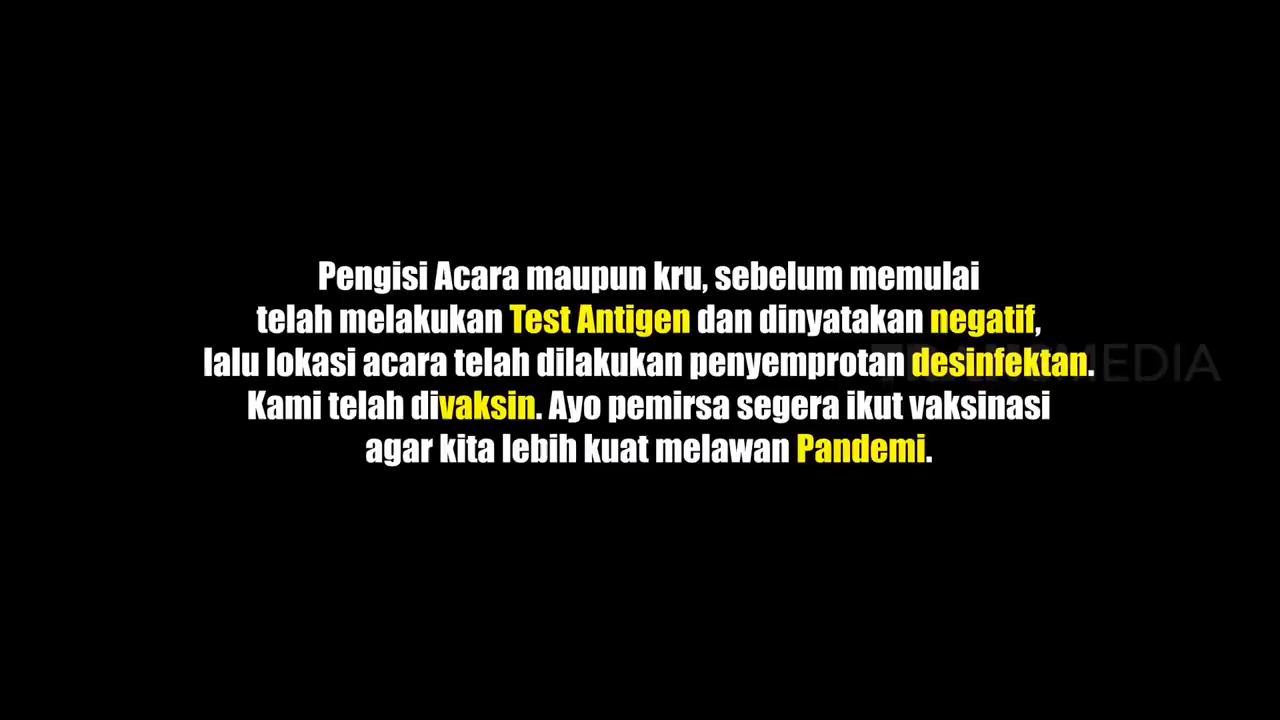 Pengisi Acara maupun kru, sebelum memulai
telah melakukan Test Antigen dan dinyatakan negatif,
lalu lokasi acara telah dilakukan penyemprotan desinfektan.
TRANSMEDIA
Kami telah divaksin. Ayo pemirsa segera ikut vaksinasi
agar kita lebih kuat melawan Pandemi.